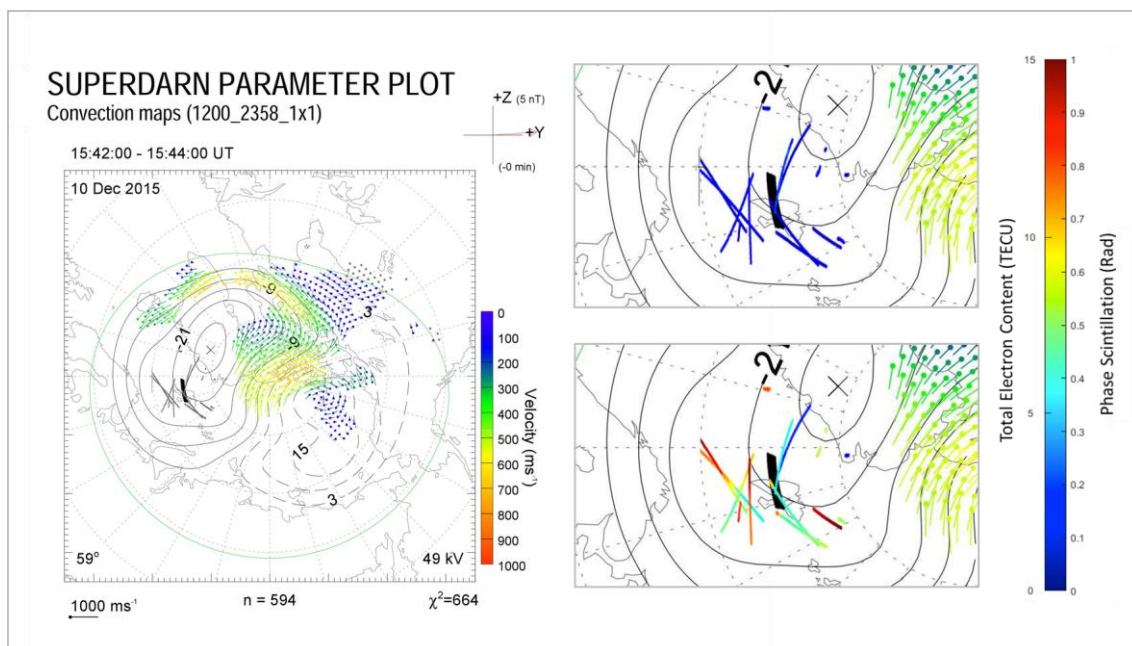 SUPERDARN PARAMETER PLOT
Convection maps (1200_2358_1x1)
+Z (5 nT)
+Y
(-0 min)
15:42:00 - 15:44:00 UT
10 Dec 2015
-9
3
-21
-9
15
3
59°
49 kV
0
100
200
300
400
500
600
700
800
900
1000
Velocity (ms⁻¹)
1000 ms⁻¹
n = 594
χ²=664
-2
-2
Total Electron Content (TECU)
15
10
5
0
1
0.9
0.8
0.7
0.6
0.5
0.4
0.3
0.2
0.1
0
Phase Scintillation (Rad)